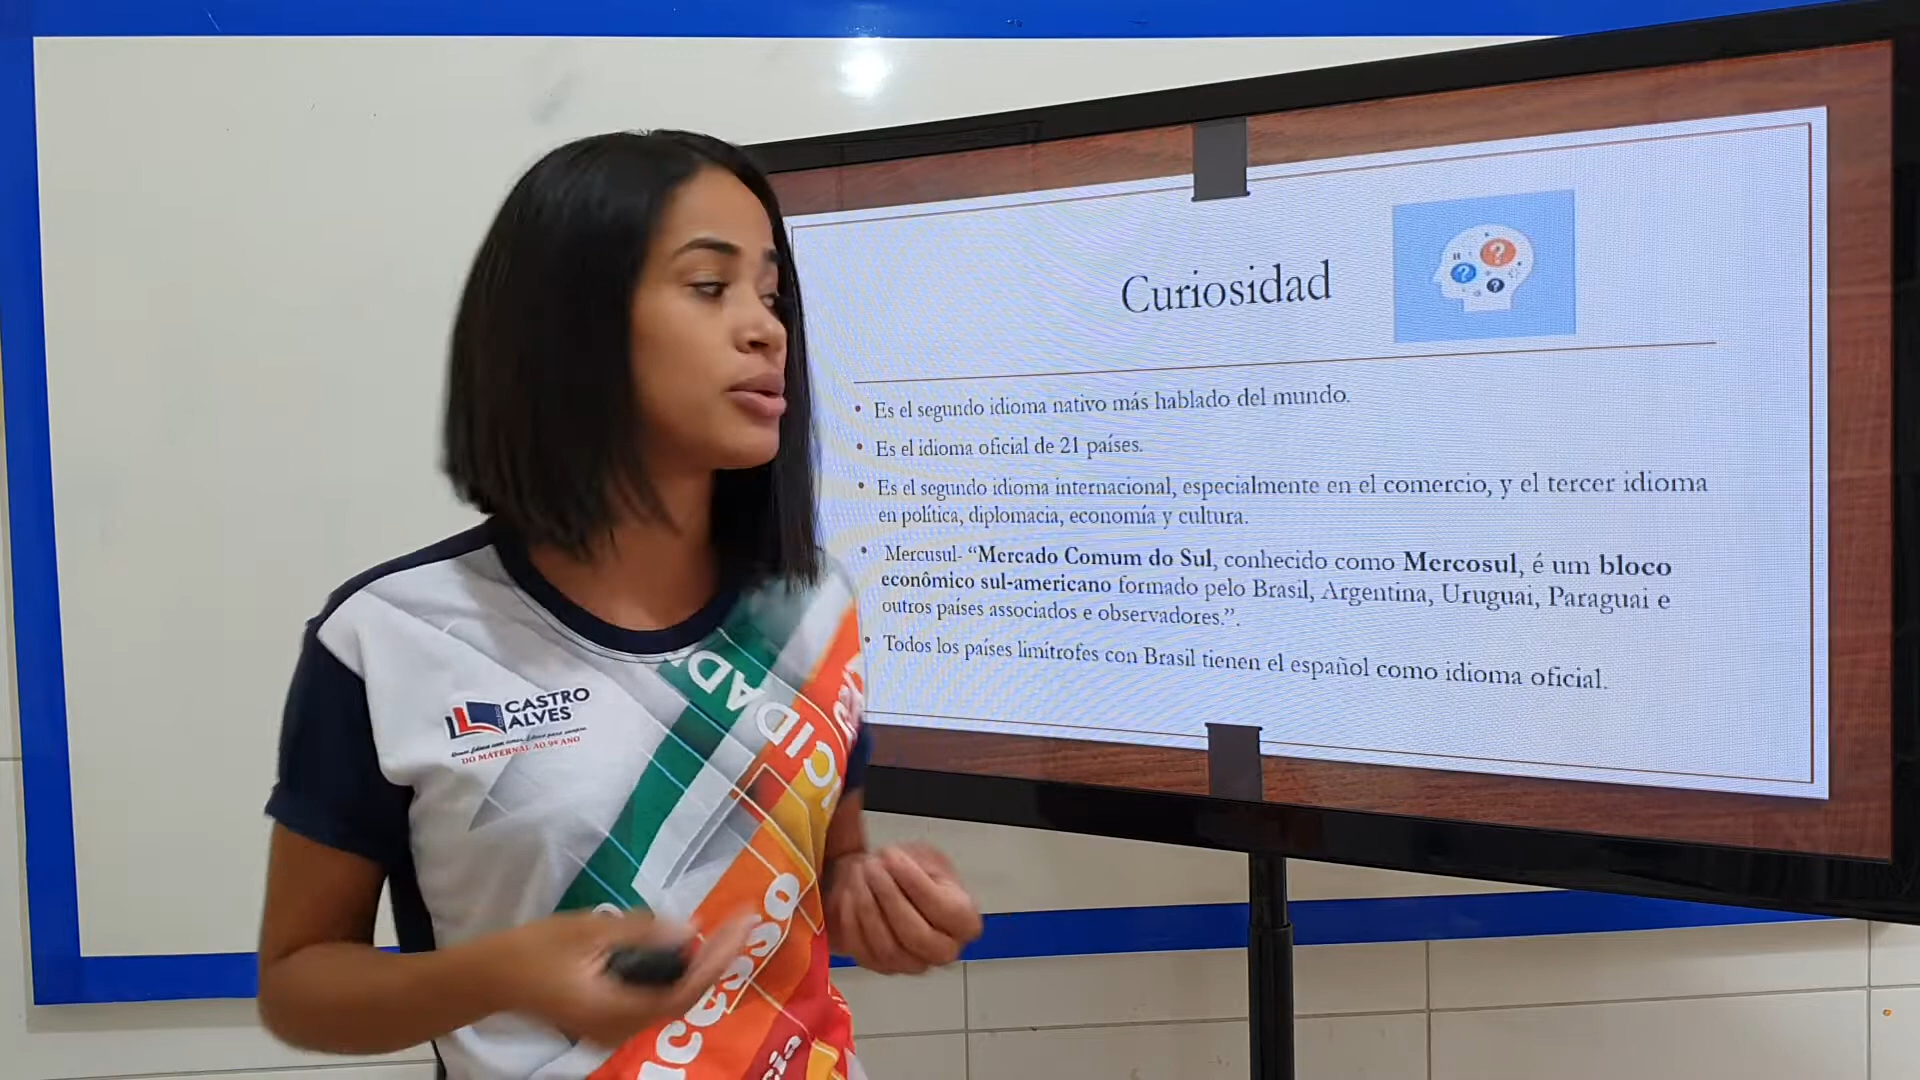 Curiosidad
• Es el segundo idioma nativo más hablado del mundo.
• Es el idioma oficial de 21 países.
• Es el segundo idioma internacional, especialmente en el comercio, y el tercer idioma
en política, diplomacia, economía y cultura.
• Mercusul- “Mercado Comum do Sul, conhecido como Mercosul, é um bloco
econômico sul-americano formado pelo Brasil, Argentina, Uruguai, Paraguai e
outros países associados e observadores.”.
• Todos los países limítrofes con Brasil tienen el español como idioma oficial.
CASTRO
ALVES
DO MATERNAL AO 9º ANO